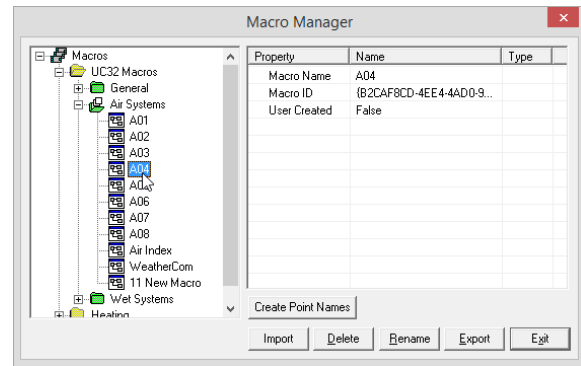 Macro Manager
Macros
UC32 Macros
General
Air Systems
A01
A02
A03
A04
A06
A07
A08
Air Index
WeatherCom
11 New Macro
Wet Systems
Heating
Property Name Type
Macro Name A04
Macro ID {B2CAF8CD-4EE4-4AD0-9...
User Created False
Create Point Names
Import Delete Rename Export Exit